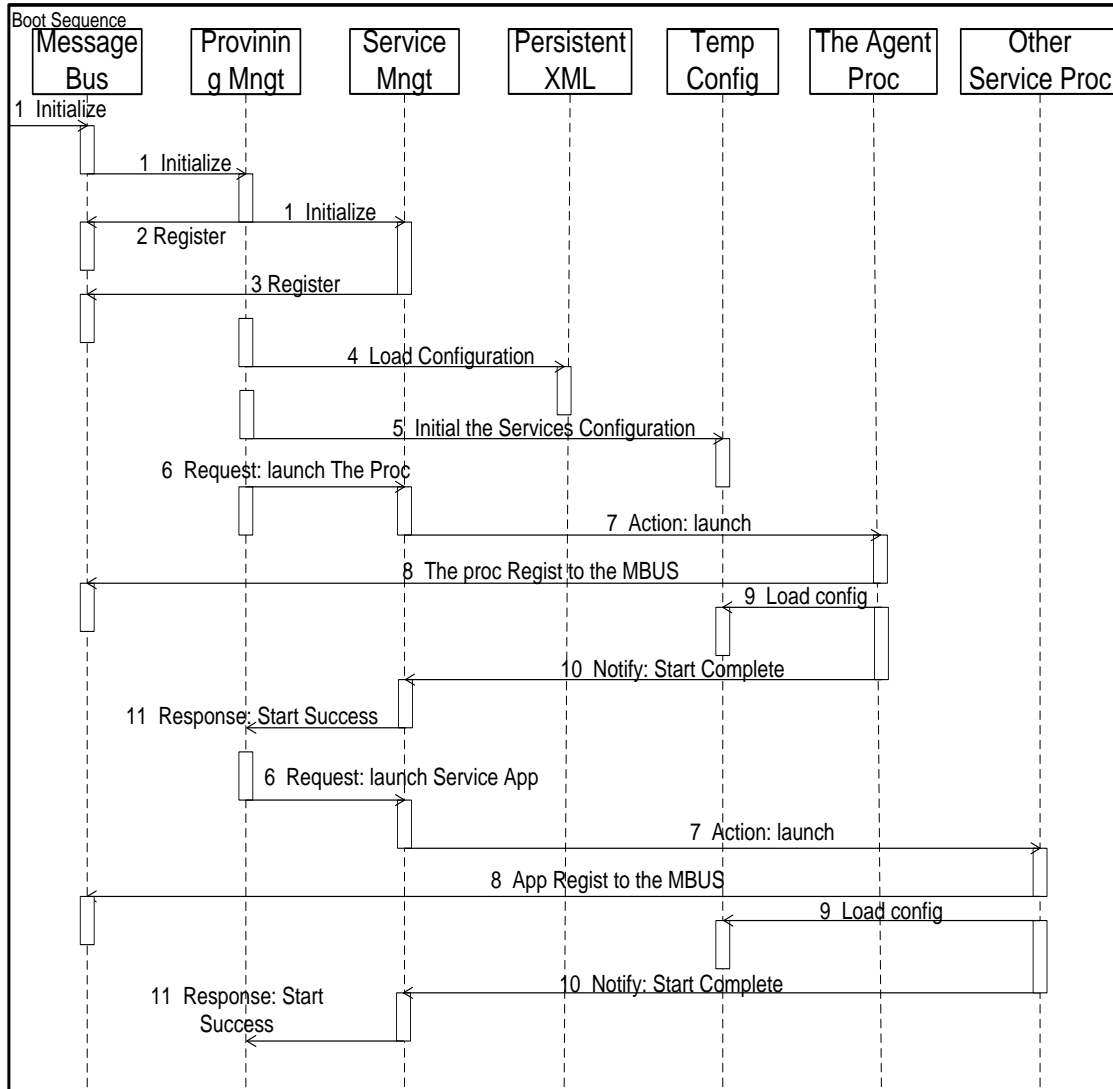 Boot Sequence
Message
Bus
Provinin
g Mngt
Service
Mngt
Persistent
XML
Temp
Config
The Agent
Proc
Other
Service Proc
1 Initialize
1 Initialize
1 Initialize
2 Register
3 Register
4 Load Configuration
5 Initial the Services Configuration
6 Request: launch The Proc
7 Action: launch
8 The proc Regist to the MBUS
9 Load config
10 Notify: Start Complete
11 Response: Start Success
6 Request: launch Service App
7 Action: launch
8 App Regist to the MBUS
9 Load config
10 Notify: Start Complete
11 Response: Start
Success